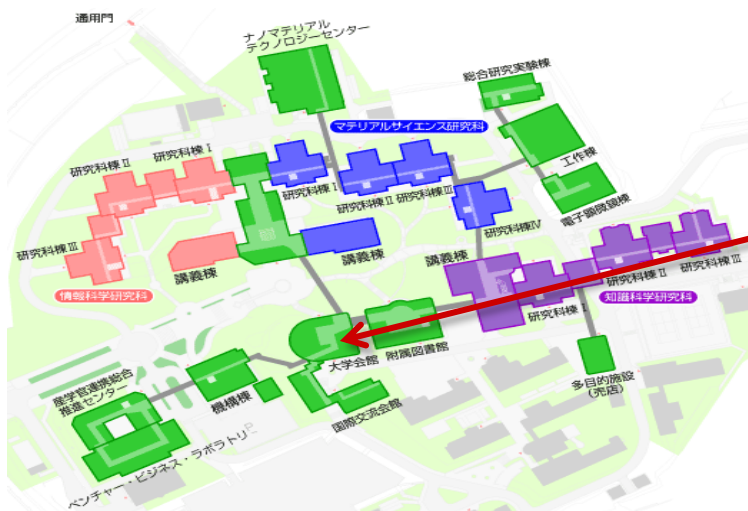 通用門
ナノマテリアル
テクノロジーセンター
総合研究実験棟
マテリアルサイエンス研究科
研究科棟Ⅱ
研究科棟Ⅰ
工作棟
研究科棟Ⅰ
研究科棟Ⅱ
研究科棟Ⅲ
電子顕微鏡棟
研究科棟Ⅲ
研究科棟Ⅳ
講義棟
講義棟
講義棟
研究科棟Ⅱ
研究科棟Ⅲ
情報科学研究科
知識科学研究科
研究科棟Ⅰ
大学会館
附属図書館
多目的施設
(売店)
産学官連携総合
推進センター
機構棟
国際交流会館
P
ベンチャー・ビジネス・ラボラトリー